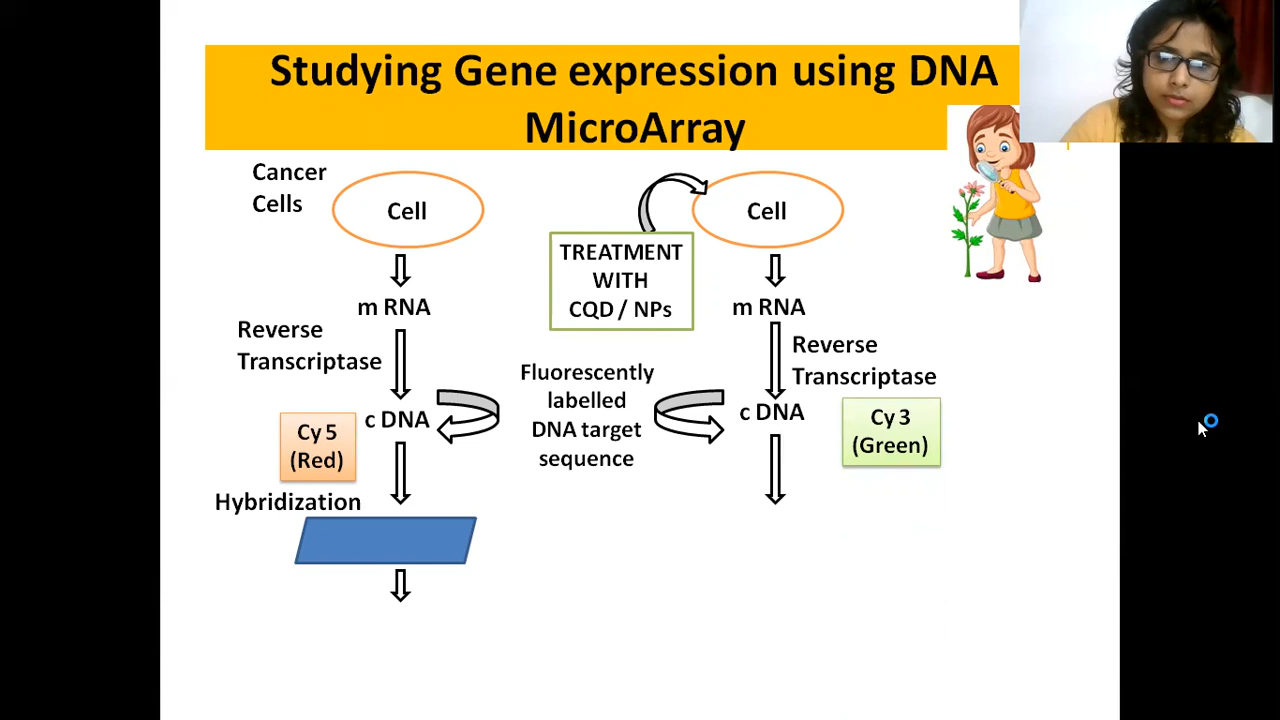 Studying Gene expression using DNA
MicroArray
Cancer
Cells
Cell
m RNA
Reverse
Transcriptase
c DNA
Cy 5
(Red)
Hybridization
TREATMENT
WITH
CQD / NPs
Fluorescently
labelled
DNA target
sequence
Cell
m RNA
Reverse
Transcriptase
c DNA
Cy 3
(Green)